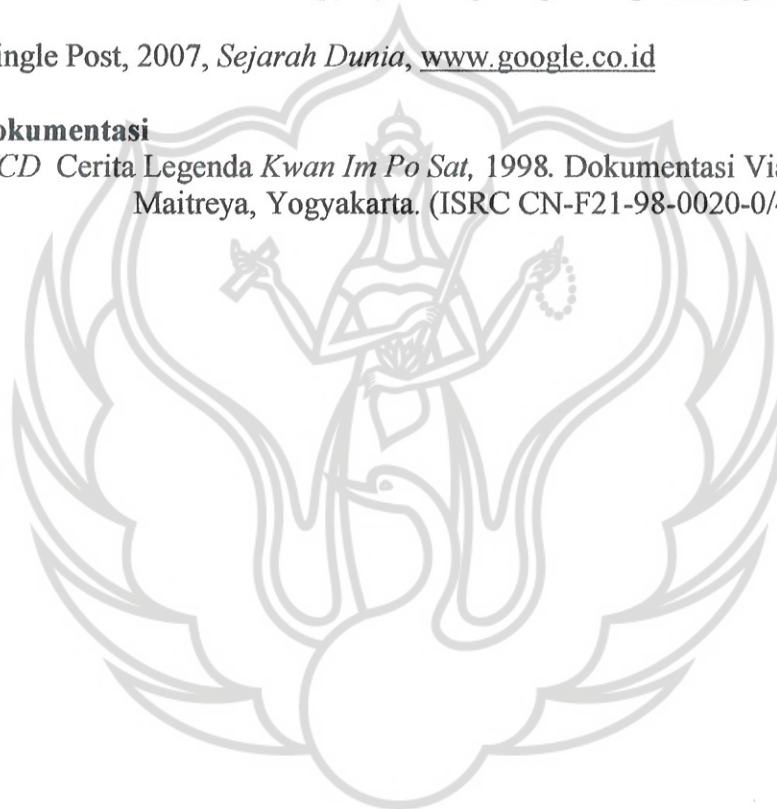 ingle Post, 2007, Sejarah Dunia, www.google.co.id
okumentasi
CD Cerita Legenda Kwan Im Po Sat, 1998. Dokumentasi Vi
Maitreya, Yogyakarta. (ISRC CN-F21-98-0020-0/